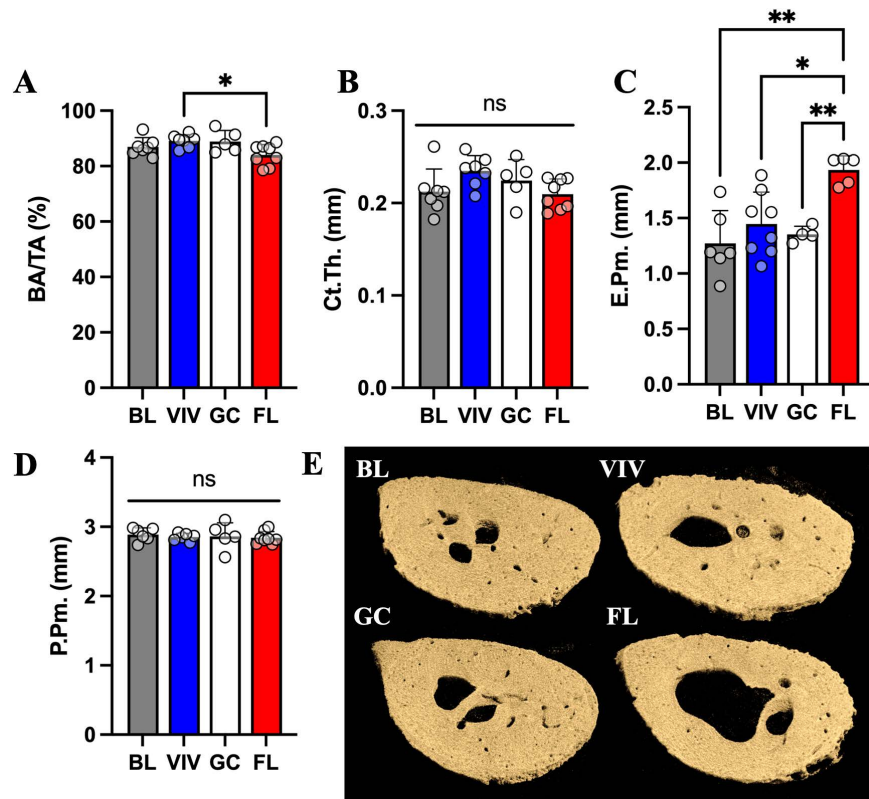 A
BA/TA (%)
100
80
60
40
20
0
*
BL VIV GC FL
B
Ct.Th. (mm)
0.3
0.2
0.1
0.0
ns
BL VIV GC FL
C
E.Pm. (mm)
2.5
2.0
1.5
1.0
0.5
0.0
**
*
**
BL VIV GC FL
D
P.Pm. (mm)
4
3
2
1
0
ns
BL VIV GC FL
E
BL VIV
GC FL